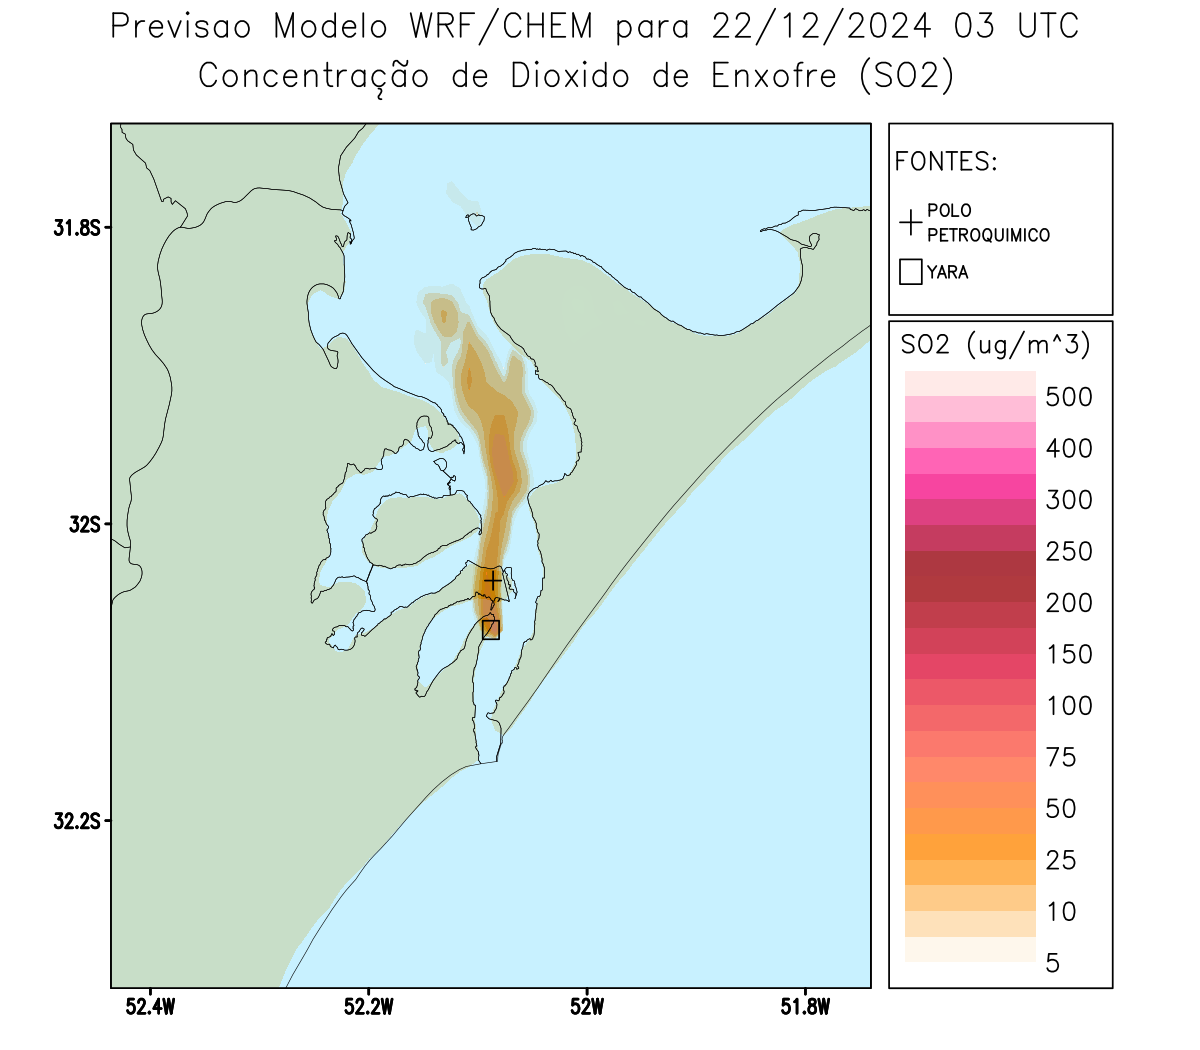 Previsao Modelo WRF/CHEM para 22/12/2024 03 UTC
Concentração de Dioxido de Enxofre (SO2)
FONTES:
POLO
PETROQUIMICO
YARA
31.8S
32S
32.2S
52.4W
52.2W
52W
51.8W
SO2 (ug/m^3)
500
400
300
250
200
150
100
75
50
25
10
5